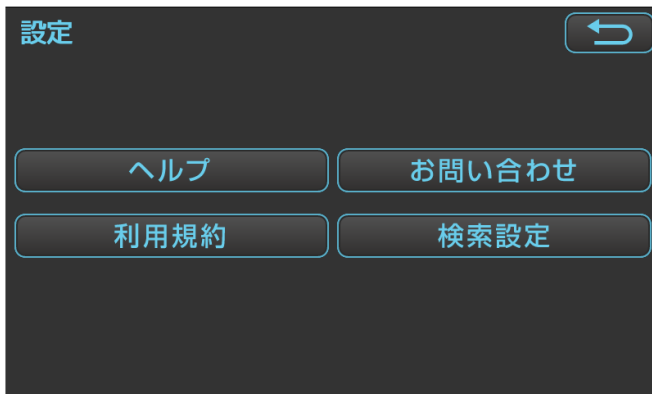 設定
ヘルプ
お問い合わせ
利用規約
検索設定